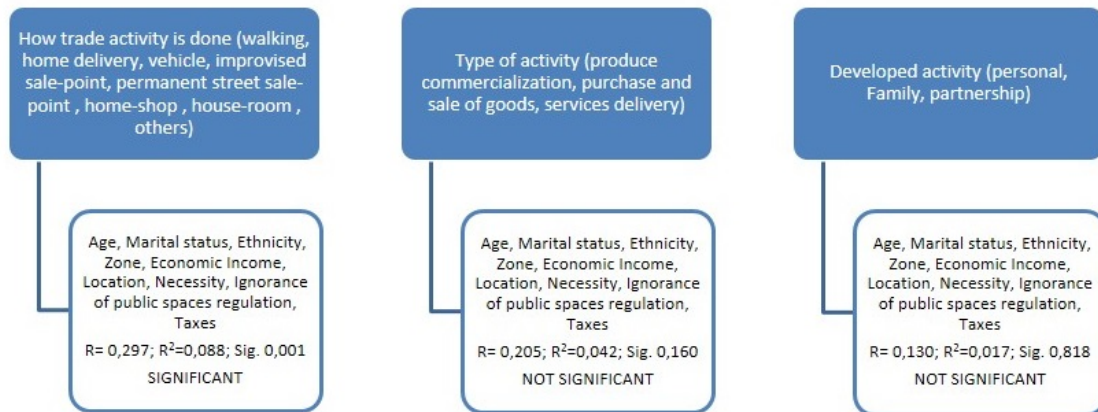 How trade activity is done (walking,
home delivery, vehicle, improvised
sale-point, permanent street sale-
point , home-shop , house-room ,
others)
Age, Marital status, Ethnicity,
Zone, Economic Income,
Location, Necessity, Ignorance
of public spaces regulation,
Taxes
R= 0,297; R²=0,088; Sig. 0,001
SIGNIFICANT
Type of activity (produce
commercialization, purchase and
sale of goods, services delivery)
Age, Marital status, Ethnicity,
Zone, Economic Income,
Location, Necessity, Ignorance
of public spaces regulation,
Taxes
R= 0,205; R²=0,042; Sig. 0,160
NOT SIGNIFICANT
Developed activity (personal,
Family, partnership)
Age, Marital status, Ethnicity,
Zone, Economic Income,
Location, Necessity, Ignorance
of public spaces regulation,
Taxes
R= 0,130; R²=0,017; Sig. 0,818
NOT SIGNIFICANT